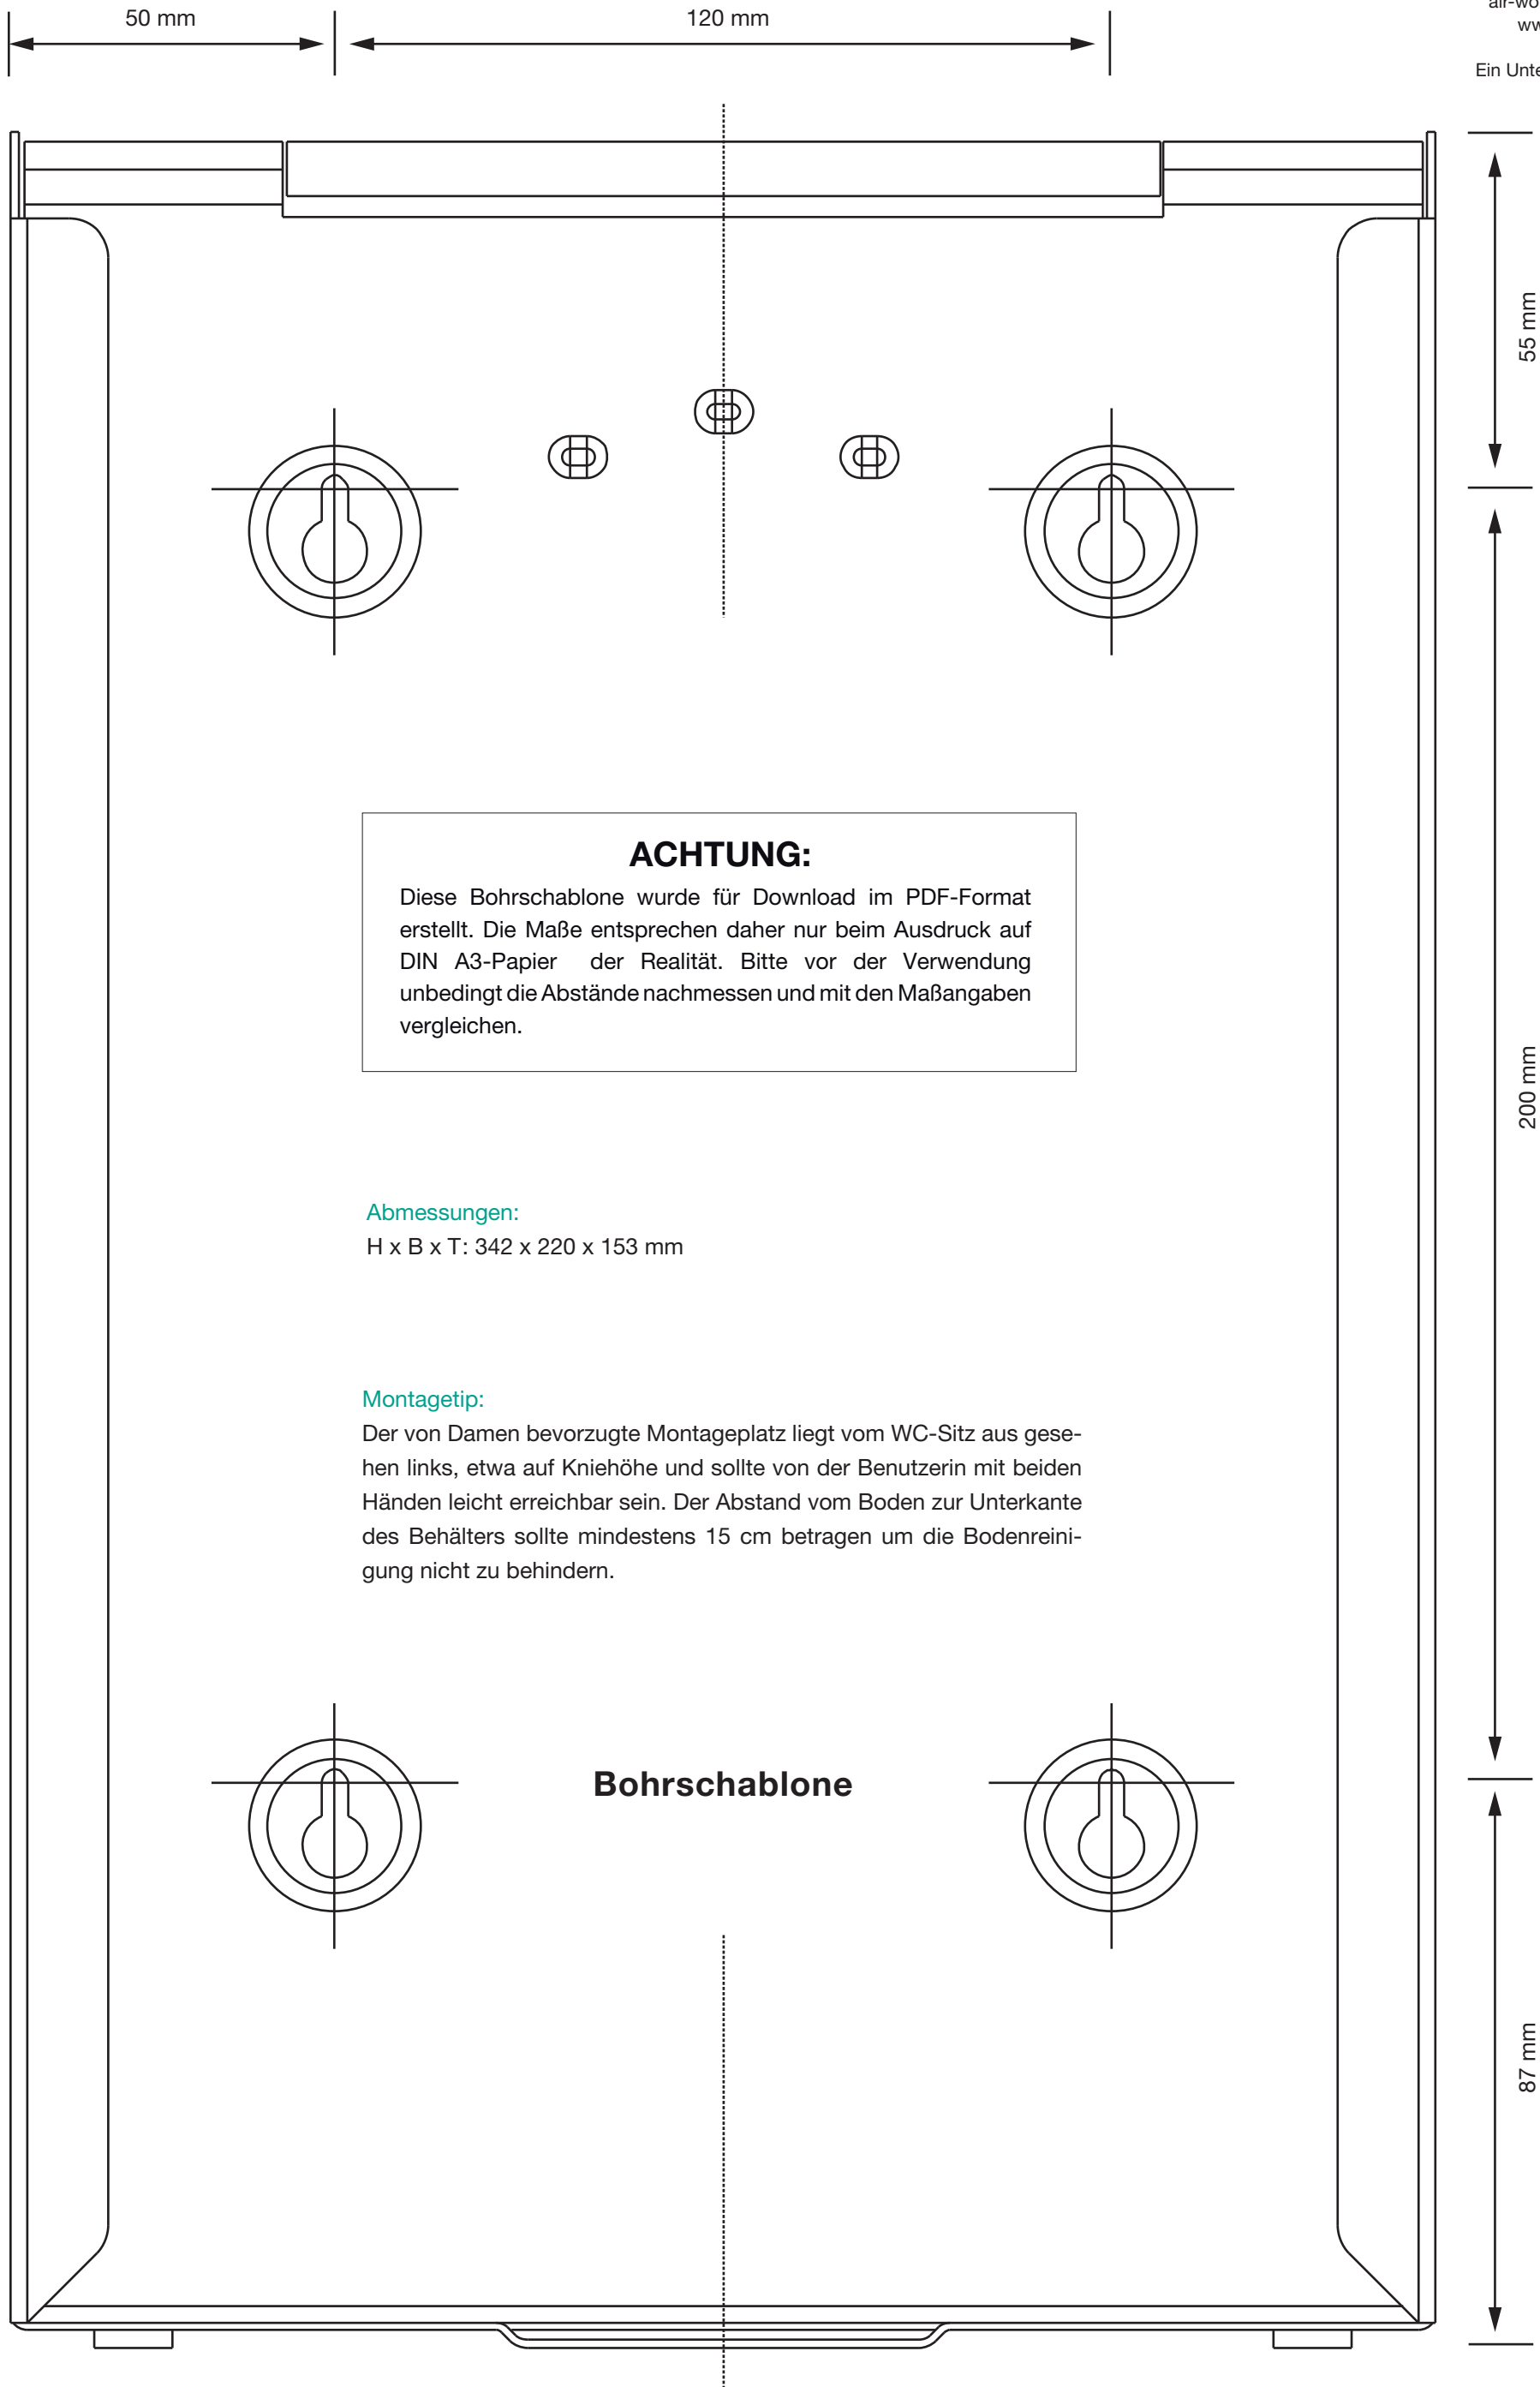 50 mm
120 mm
Ein
55 mm
ACHTUNG:
Diese Bohrschablone wurde für Download im PDF-Format
erstellt. Die Maße entsprechen daher nur beim Ausdruck auf
DIN A3-Papier der Realität. Bitte vor der Verwendung
unbedingt die Abstände nachmessen und mit den Maßangaben
vergleichen.
200 mm
Abmessungen:
H x B x T: 342 x 220 x 153 mm
Montagetip:
Der von Damen bevorzugte Montageplatz liegt vom WC-Sitz aus gese-
hen links, etwa auf Kniehöhe und sollte von der Benutzerin mit beiden
Händen leicht erreichbar sein. Der Abstand vom Boden zur Unterkante
des Behälters sollte mindestens 15 cm betragen um die Bodenreini-
gung nicht zu behindern.
Bohrschablone
87 mm